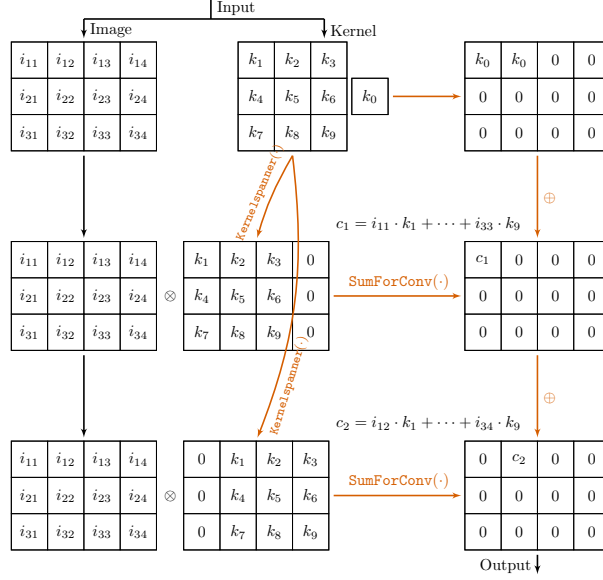 Input
Image
Kernel
i₁₁ i₁₂ i₁₃ i₁₄
i₂₁ i₂₂ i₂₃ i₂₄
i₃₁ i₃₂ i₃₃ i₃₄
k₁ k₂ k₃
k₄ k₅ k₆
k₇ k₈ k₉
k₀
k₀ k₀ 0 0
0 0 0 0
0 0 0 0
Kernelspanner(·)
Kernelspanner(·)
⊕
c₁ = i₁₁ · k₁ + ··· + i₃₃ · k₉
i₁₁ i₁₂ i₁₃ i₁₄
i₂₁ i₂₂ i₂₃ i₂₄
i₃₁ i₃₂ i₃₃ i₃₄
⊗
k₁ k₂ k₃ 0
k₄ k₅ k₆ 0
k₇ k₈ k₉ 0
SumForConv(·)
c₁ 0 0 0
0 0 0 0
0 0 0 0
⊕
c₂ = i₁₂ · k₁ + ··· + i₃₄ · k₉
i₁₁ i₁₂ i₁₃ i₁₄
i₂₁ i₂₂ i₂₃ i₂₄
i₃₁ i₃₂ i₃₃ i₃₄
⊗
0 k₁ k₂ k₃
0 k₄ k₅ k₆
0 k₇ k₈ k₉
SumForConv(·)
0 c₂ 0 0
0 0 0 0
0 0 0 0
Output